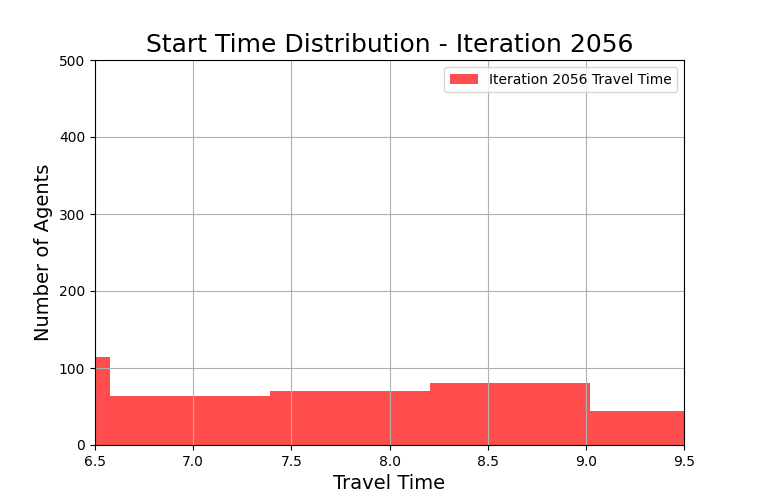 Start Time Distribution - Iteration 2056
Iteration 2056 Travel Time
Number of Agents
500
400
300
200
100
0
6.5 7.0 7.5 8.0 8.5 9.0 9.5
Travel Time